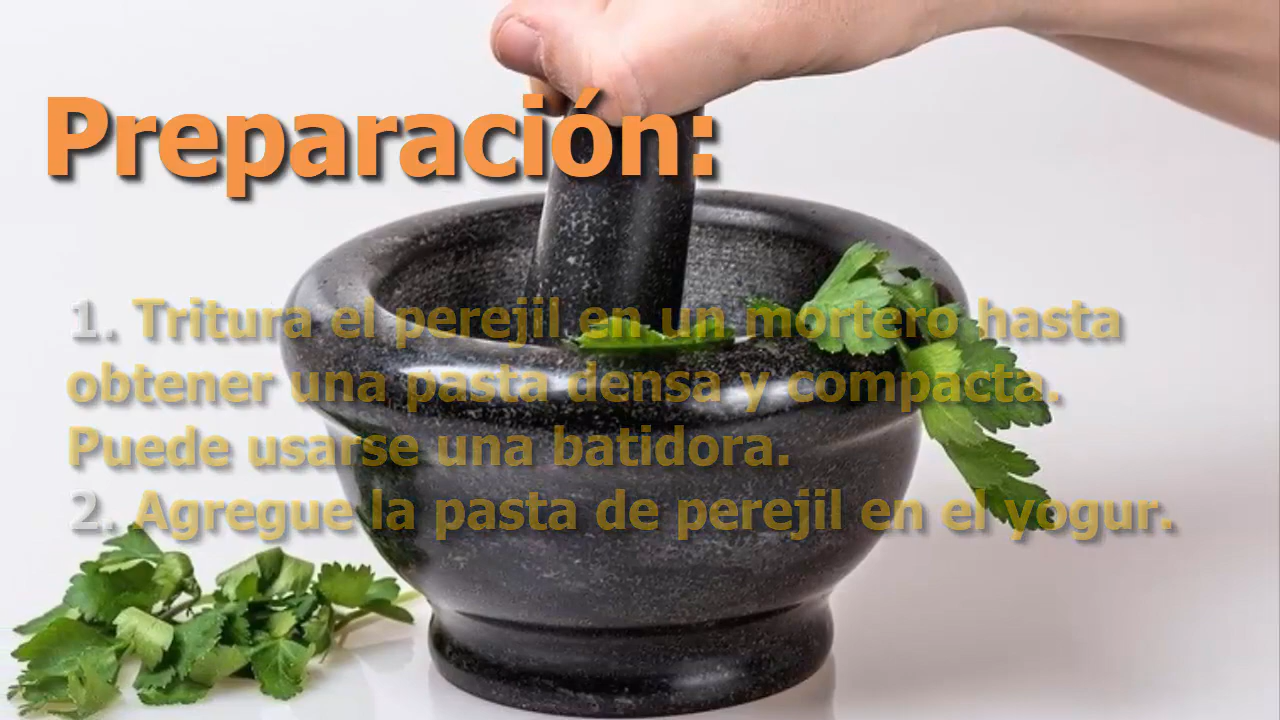 Preparación:
1. Tritura el perejil en un mortero hasta
obtener una pasta densa y compacta.
Puede usarse una batidora.
2. Agregue la pasta de perejil en el yogur.